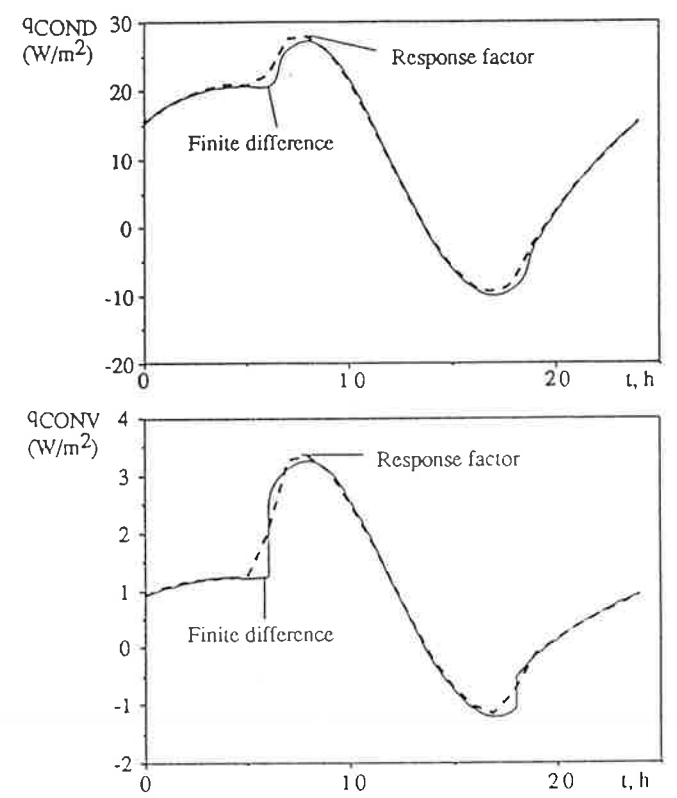 qCOND
(W/m²)
30
20
10
0
-10
-20
Response factor
Finite difference
0
10
20
t, h
qCONV
(W/m²)
4
3
2
1
0
-1
-2
Response factor
Finite difference
0
10
20
t, h